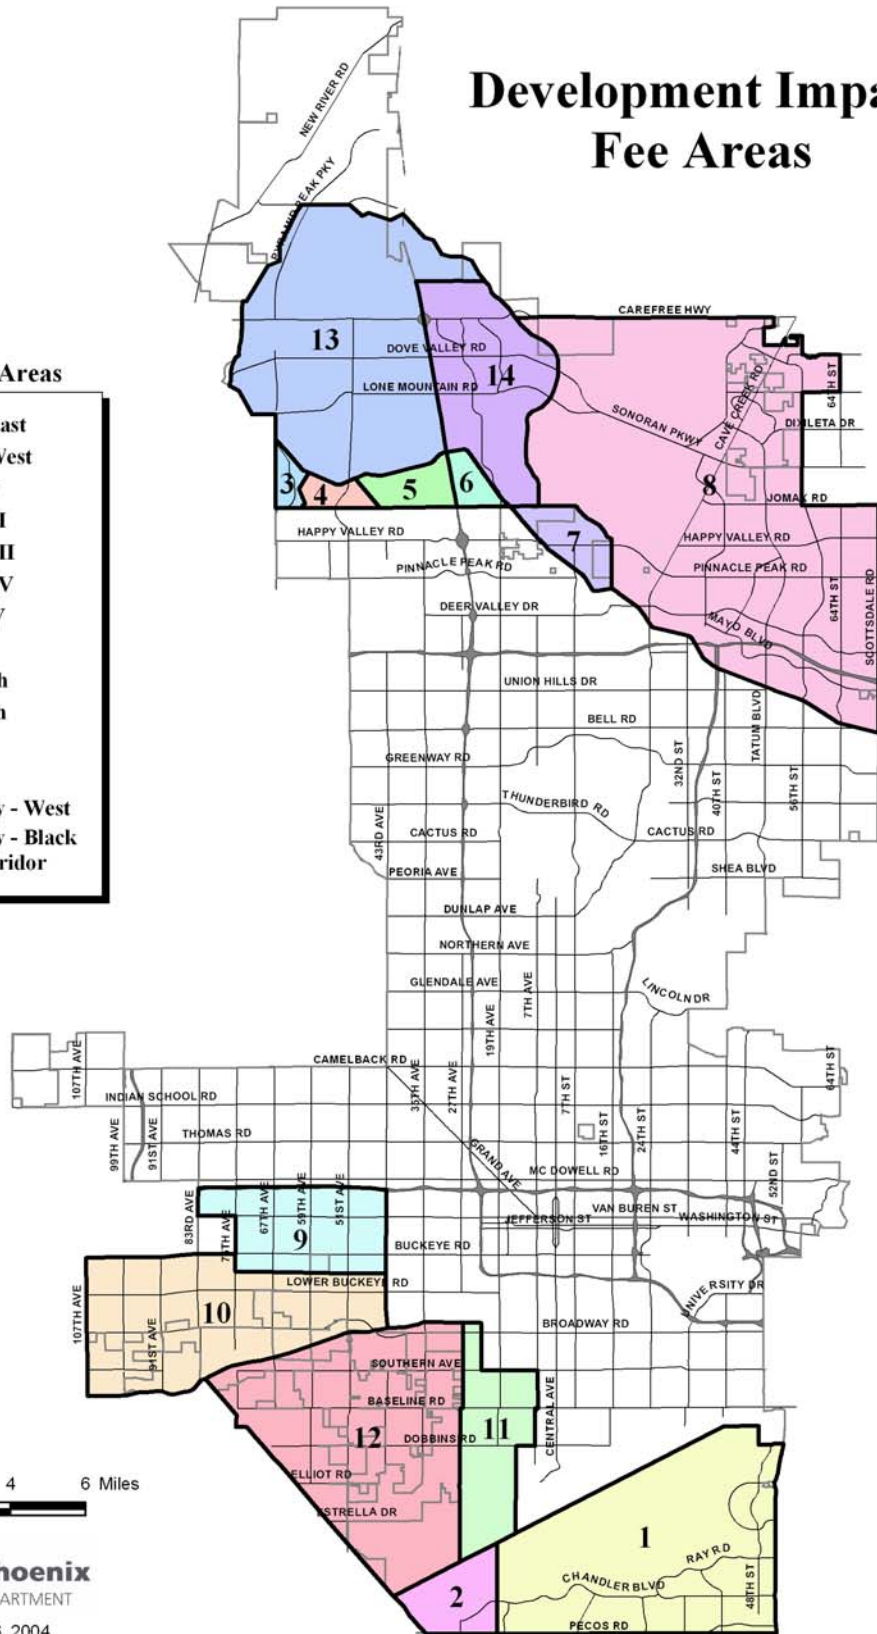 Development Impa
Fee Areas
NEW RIVER RD
PYRAMID PEAK PKY
CAREFREE HWY
13
DOVE VALLEY RD
14
LONE MOUNTAIN RD
64TH ST
Areas
SONORAN PKWY
CAVE CREEK RD
DIXILETA DR
ast
West
3
4
5
6
8
JOMAX RD
I
HAPPY VALLEY RD
7
HAPPY VALLEY RD
II
PINNACLE PEAK RD
PINNACLE PEAK RD
V
DEER VALLEY DR
64TH ST
SCOTTSDALE RD
V
MAYO BLVD
h
UNION HILLS DR
h
BELL RD
TATUM BLVD
GREENWAY RD
32ND ST
40TH ST
56TH ST
y - West
THUNDERBIRD RD
y - Black
43RD AVE
CACTUS RD
CACTUS RD
ridor
PEORIA AVE
SHEA BLVD
DUNLAP AVE
NORTHERN AVE
GLENDALE AVE
7TH AVE
LINCOLN DR
19TH AVE
CAMELBACK RD
107TH AVE
35TH AVE
27TH AVE
7TH ST
64TH ST
INDIAN SCHOOL RD
99TH AVE
91ST AVE
THOMAS RD
16TH ST
24TH ST
44TH ST
GRAND AVE
MC DOWELL RD
52ND ST
83RD AVE
75TH AVE
67TH AVE
59TH AVE
51ST AVE
VAN BUREN ST
JEFFERSON ST
WASHINGTON ST
9
BUCKEYE RD
LOWER BUCKEYE RD
UNIVERSITY DR
107TH AVE
10
91ST AVE
BROADWAY RD
SOUTHERN AVE
BASELINE RD
CENTRAL AVE
12
DOBBINS RD
11
4 6 Miles
ELLIOT RD
ESTRELLA DR
1
RAY RD
hoenix
CHANDLER BLVD
48TH ST
ARTMENT
2
PECOS RD
, 2004